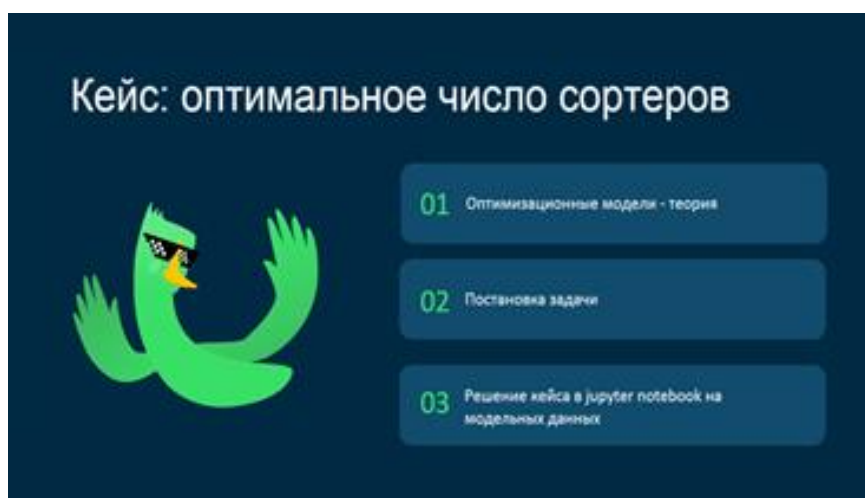 Кейс: оптимальное число сортеров
01 Оптимизационные модели - теория
02 Постановка задачи
03 Решение кейса в jupyter notebook на
модельных данных